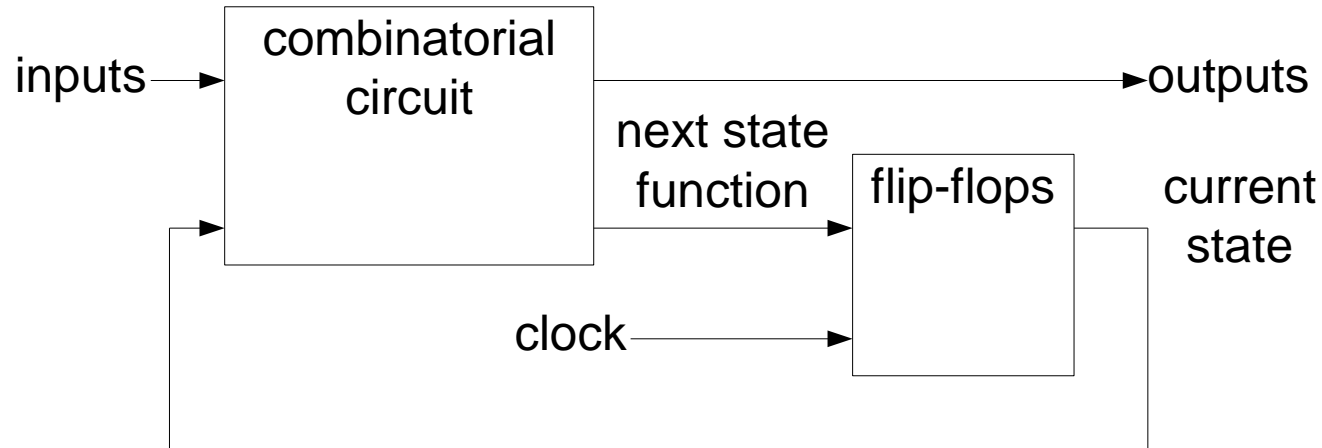 combinatorial
circuit
inputs
outputs
next state
function
flip-flops
current
state
clock